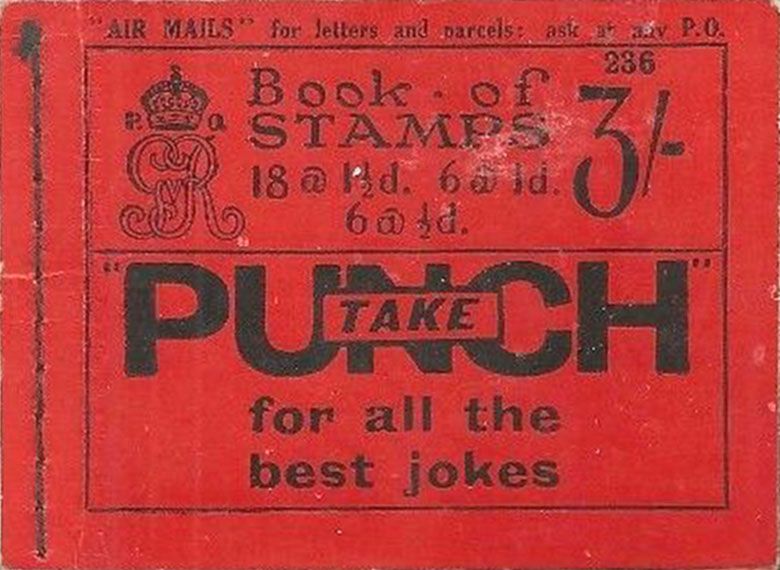 "AIR MAILS" for letters and parcels: ask at any P.O.
236
Book of
STAMPS 3/-
P. O.
GvR
18 @ 1½d. 6 @ 1d.
6 @ ½d.
"PUNCH"
TAKE
for all the
best jokes